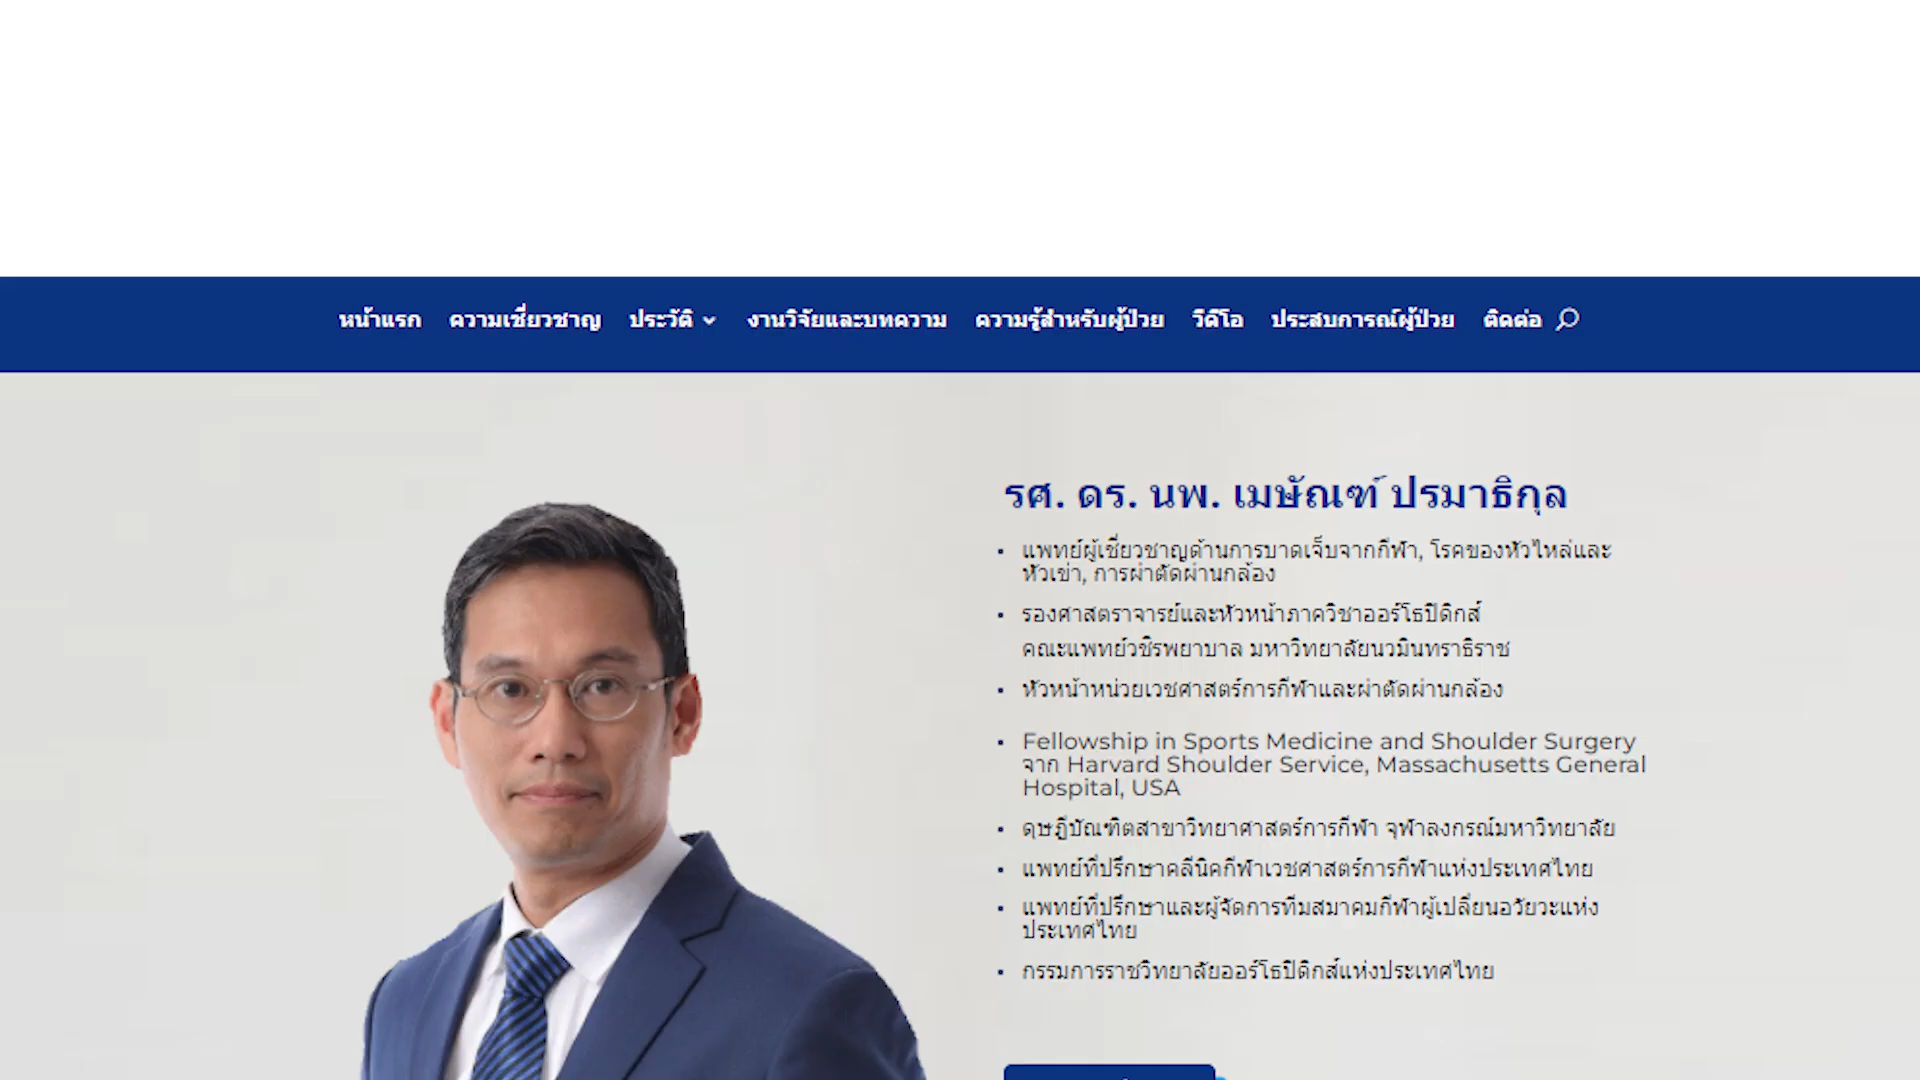 หน้าแรก ความเชี่ยวชาญ ประวัติ งานวิจัยและบทความ ความรู้สำหรับผู้ป่วย วีดีโอ ประสบการณ์ผู้ป่วย ติดต่อ
รศ. ดร. นพ. เมษัณฑ์ ปรมาธิกุล
แพทย์ผู้เชี่ยวชาญด้านการบาดเจ็บจากกีฬา, โรคของหัวไหล่และ
หัวเข่า, การผ่าตัดผ่านกล้อง
รองศาสตราจารย์และหัวหน้าภาควิชาออร์โธปิดิกส์
คณะแพทย์วชิรพยาบาล มหาวิทยาลัยนวมินทราธิราช
หัวหน้าหน่วยเวชศาสตร์การกีฬาและผ่าตัดผ่านกล้อง
Fellowship in Sports Medicine and Shoulder Surgery
จาก Harvard Shoulder Service, Massachusetts General
Hospital, USA
ดุษฎีบัณฑิตสาขาวิทยาศาสตร์การกีฬา จุฬาลงกรณ์มหาวิทยาลัย
แพทย์ที่ปรึกษาคลีนิคกีฬาเวชศาสตร์การกีฬาแห่งประเทศไทย
แพทย์ที่ปรึกษาและผู้จัดการทีมสมาคมกีฬาผู้เปลี่ยนอวัยวะแห่ง
ประเทศไทย
กรรมการราชวิทยาลัยออร์โธปิดิกส์แห่งประเทศไทย